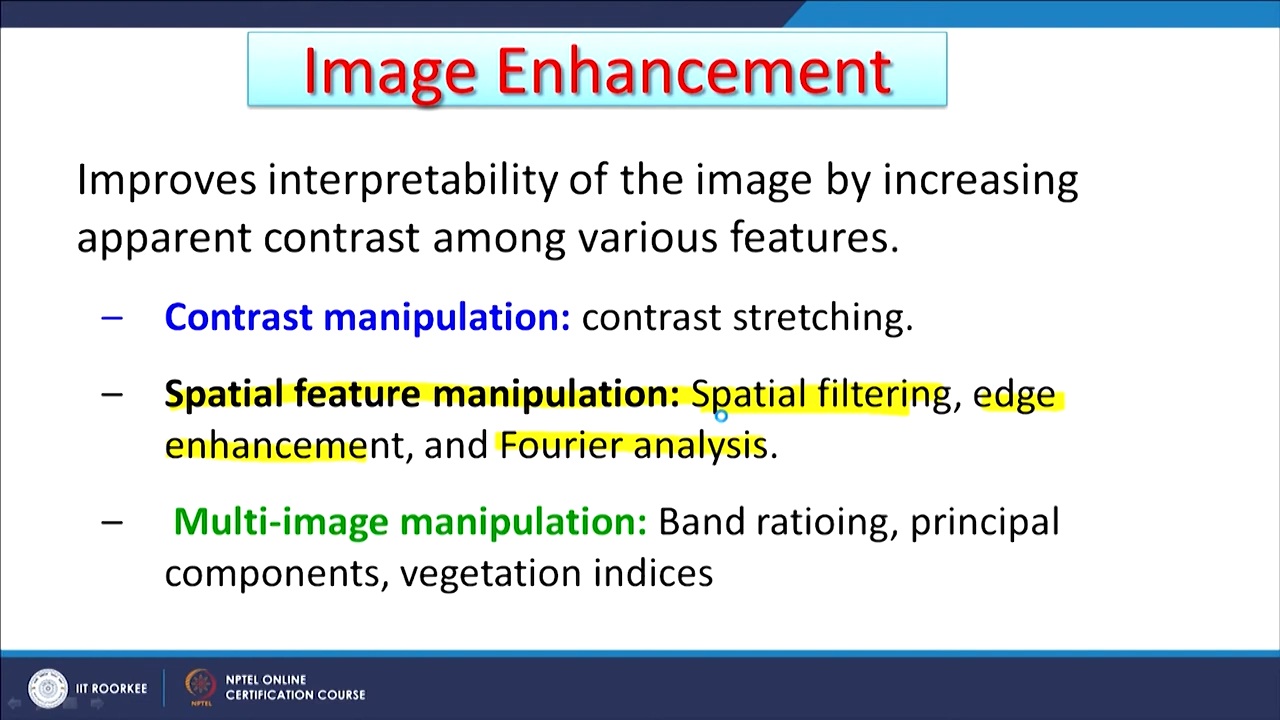 Image Enhancement
Improves interpretability of the image by increasing
apparent contrast among various features.
– Contrast manipulation: contrast stretching.
– Spatial feature manipulation: Spatial filtering, edge
enhancement, and Fourier analysis.
– Multi-image manipulation: Band ratioing, principal
components, vegetation indices
IIT ROORKEE
NPTEL
NPTEL ONLINE
CERTIFICATION COURSE